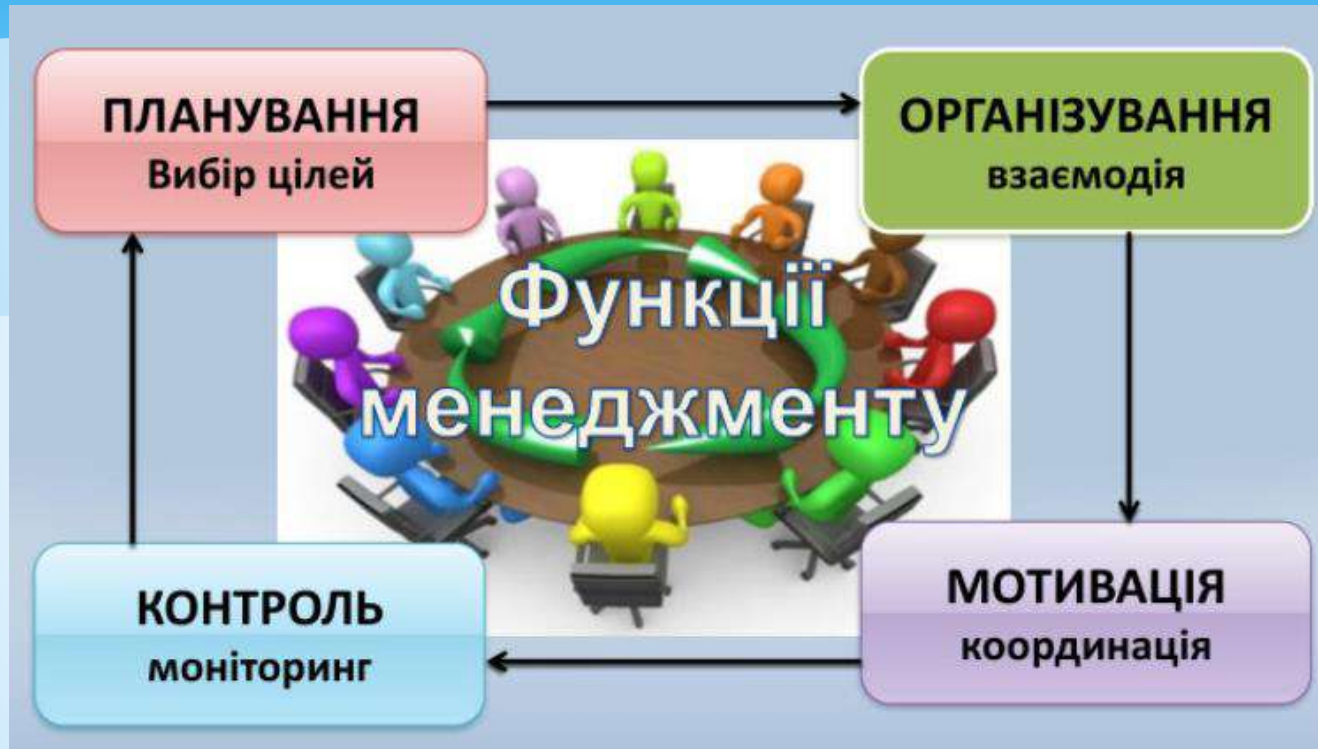 ПЛАНУВАННЯ
Вибір цілей
ОРГАНІЗУВАННЯ
взаємодія
Функції
менеджменту
КОНТРОЛЬ
моніторинг
МОТИВАЦІЯ
координація